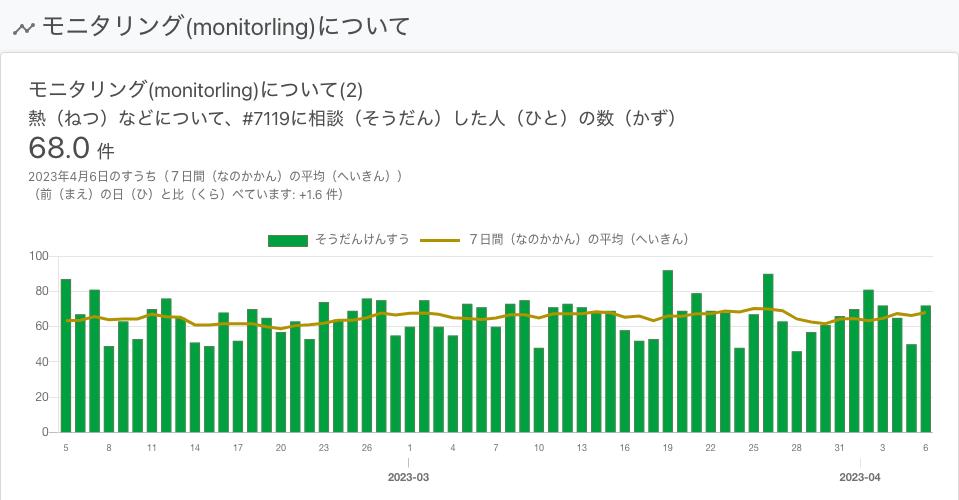 モニタリング(monitorling)について
モニタリング(monitorling)について(2)
熱（ねつ）などについて、#7119に相談（そうだん）した人（ひと）の数（かず）
68.0 件
2023年4月6日のすうち（７日間（なのかかん）の平均（へいきん））
（前（まえ）の日（ひ）と比（くら）べています: +1.6 件）
そうだんけんすう ７日間（なのかかん）の平均（へいきん）
100
80
60
40
20
0
5 8 11 14 17 20 23 26 1 4 7 10 13 16 19 22 25 28 31 3 6
2023-03 2023-04